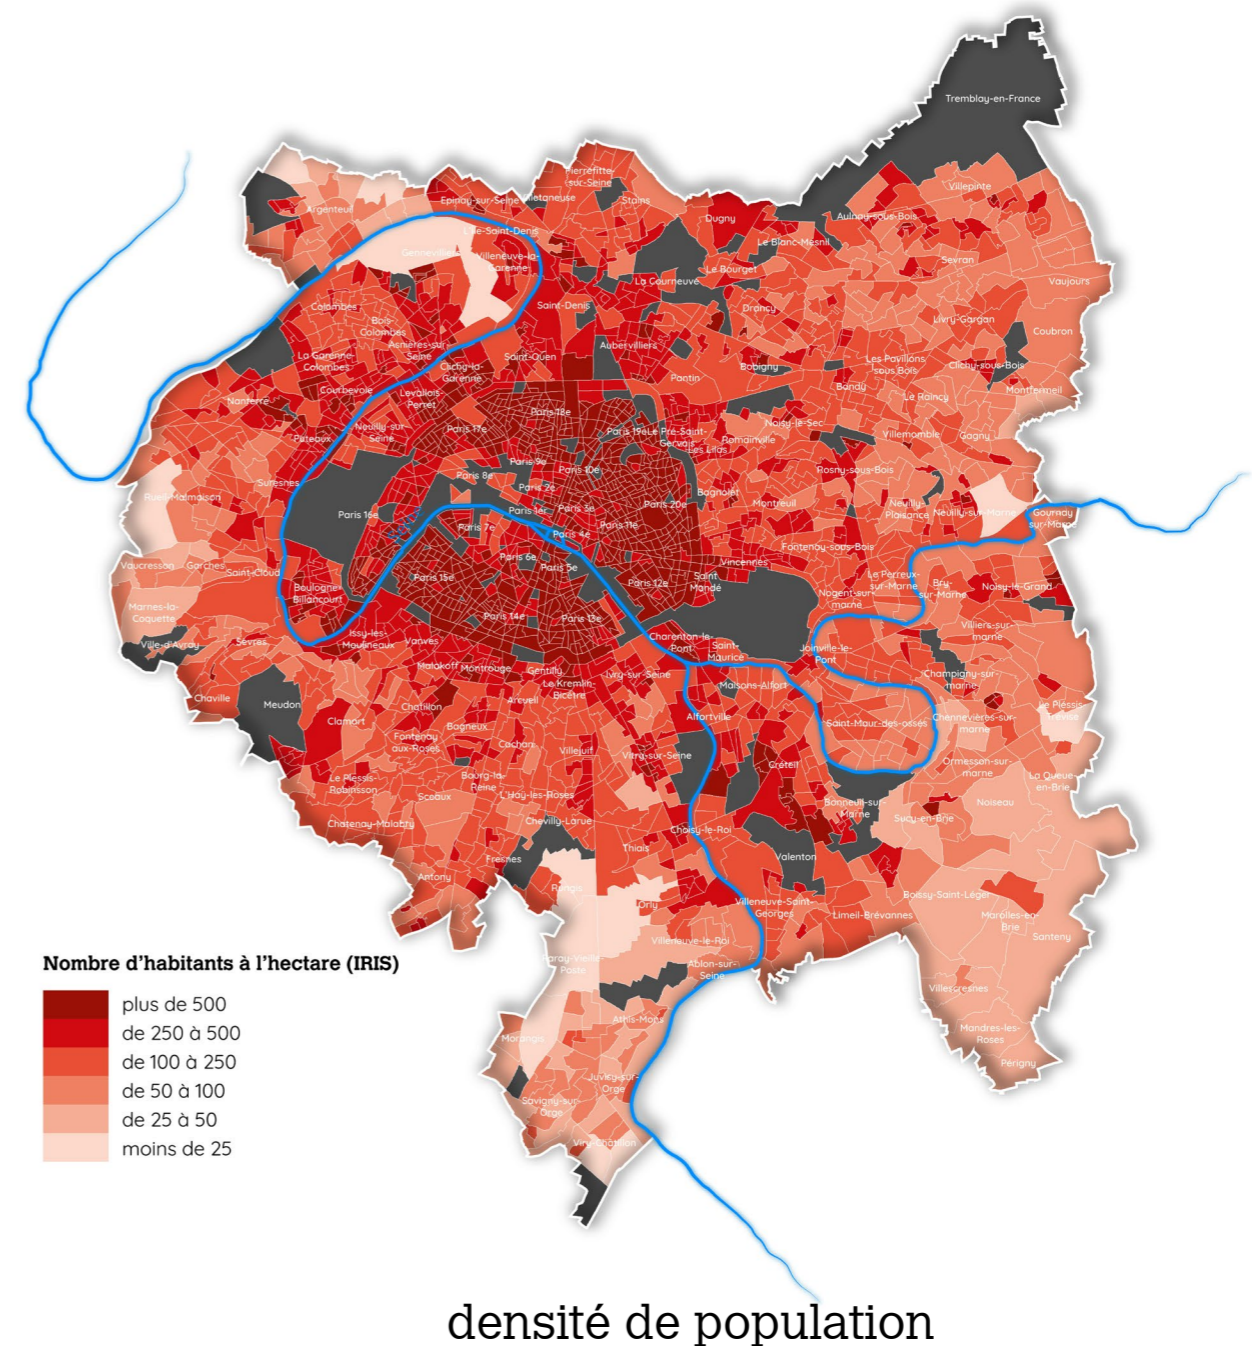 Tremblay-en-France
Pierrefitte-
sur-Seine
Villetaneuse
Stains
Epinay-sur-Seine
Argenteuil
Villepinte
Dugny
Aulnay-sous-Bois
L'Ile-Saint-Denis
Le Blanc-Mesnil
Gennevilliers
Villeneuve-la-
Garenne
Sevran
Le Bourget
La Courneuve
Vaujours
Colombes
Saint-Denis
Drancy
Bois-
Colombes
Livry-Gargan
Coubron
Asnières-sur-
Seine
Aubervilliers
La Garenne-
Colombes
Saint-Ouen
Clichy-la-
Garenne
Bobigny
Les Pavillons
sous Bois
Clichy-sous-Bois
Pantin
Bondy
Montfermeil
Courbevoie
Levallois-
Perret
Nanterre
Le Raincy
Paris 18e
Noisy-le-Sec
Neuilly-sur-
Seine
Paris 17e
Paris 19e
Le Pré-Saint-
Gervais
Puteaux
Romainville
Villemomble
Gagny
Les Lilas
Paris 9e
Paris 10e
Rosny-sous-Bois
Paris 8e
Suresnes
Paris 2e
Bagnolet
Rueil-Malmaison
Paris 16e
Paris 1er
Paris 3e
Paris 20e
Montreuil
Neuilly-
Plaisance
Neuilly-sur-Marne
Gournay
sur-Marne
Paris 7e
Paris 11e
Paris 4e
Fontenay-sous-Bois
Paris 6e
Paris 5e
Vaucresson
Garches
Saint-Cloud
Paris 15e
Vincennes
Paris 12e
Saint
Mandé
Le Perreux-
sur-Marne
Bry-
sur-Marne
Noisy-le-Grand
Boulogne-
Billancourt
Nogent-sur-
marne
Marnes-la-
Coquette
Paris 14e
Paris 13e
Villiers-sur-
marne
Issy-les-
Moulineaux
Vanves
Charenton-le-
Pont
Saint-
Maurice
Joinville-le-
Pont
Ville-d'Avray
Sèvres
Malakoff
Montrouge
Gentilly
Le Kremlin-
Bicêtre
Ivry-sur-Seine
Maisons-Alfort
Champigny-sur-
marne
Chaville
Meudon
Arcueil
Clamart
Chatillon
Alfortville
Saint-Maur-des-ossés
Chennevières-sur-
marne
Le Plessis
Trévise
Bagneux
Fontenay
aux-Roses
Cachan
Villejuif
Vitry-sur-Seine
Créteil
Ormesson-sur-
marne
Le Plessis-
Robinsson
Bourg-la-
Reine
La Queue-
en-Brie
Sceaux
L'Haÿ-les-Roses
Noiseau
Bonneuil-sur-
Marne
Sucy-en-Brie
Chatenay-Malabry
Chevilly-Larue
Choisy-le-Roi
Thiais
Valenton
Fresnes
Antony
Rungis
Orly
Boissy-Saint-Léger
Villeneuve-Saint-
Georges
Limeil-Brévannes
Marolles-en-
Brie
Santeny
Villeneuve-le-Roi
Paray-Vieille-
Poste
Ablon-sur-
Seine
Villecresnes
Athis-Mons
Mandres-les-
Roses
Morangis
Périgny
Juvisy-sur-
Orge
Savigny-sur-
Orge
Viry-Châtillon
Nombre d'habitants à l'hectare (IRIS)
plus de 500
de 250 à 500
de 100 à 250
de 50 à 100
de 25 à 50
moins de 25
densité de population